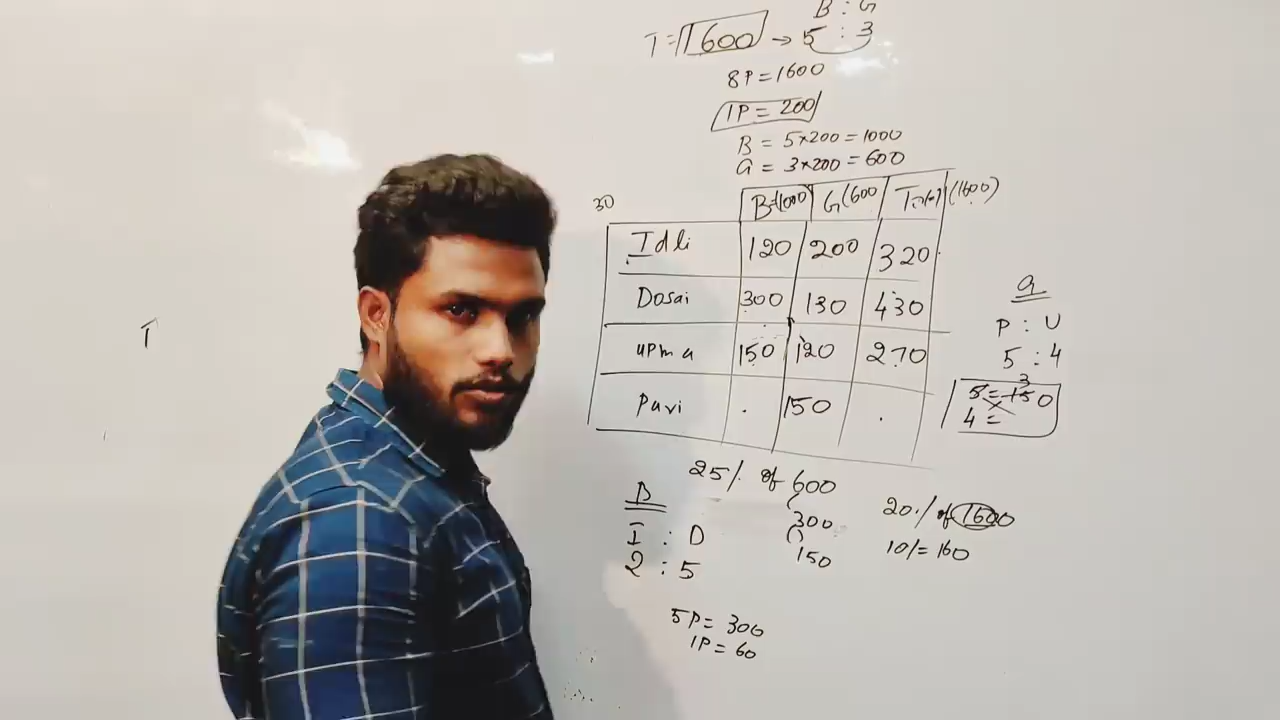 B : G
T = 1600 → 5 : 3
8P = 1600
1P = 200
B = 5×200 = 1000
G = 3×200 = 600
30
B=(1000) G(600) (1600)
Idli 120 200 320
Dosai 300 130 430
upma 150 120 270
Puri . 150 .
G
P : U
5 : 4
5 = 150 3
4 =
25% of 600
300
150
B
I : D
2 : 5
5P = 300
1P = 60
20% of 1600
10% = 160
T